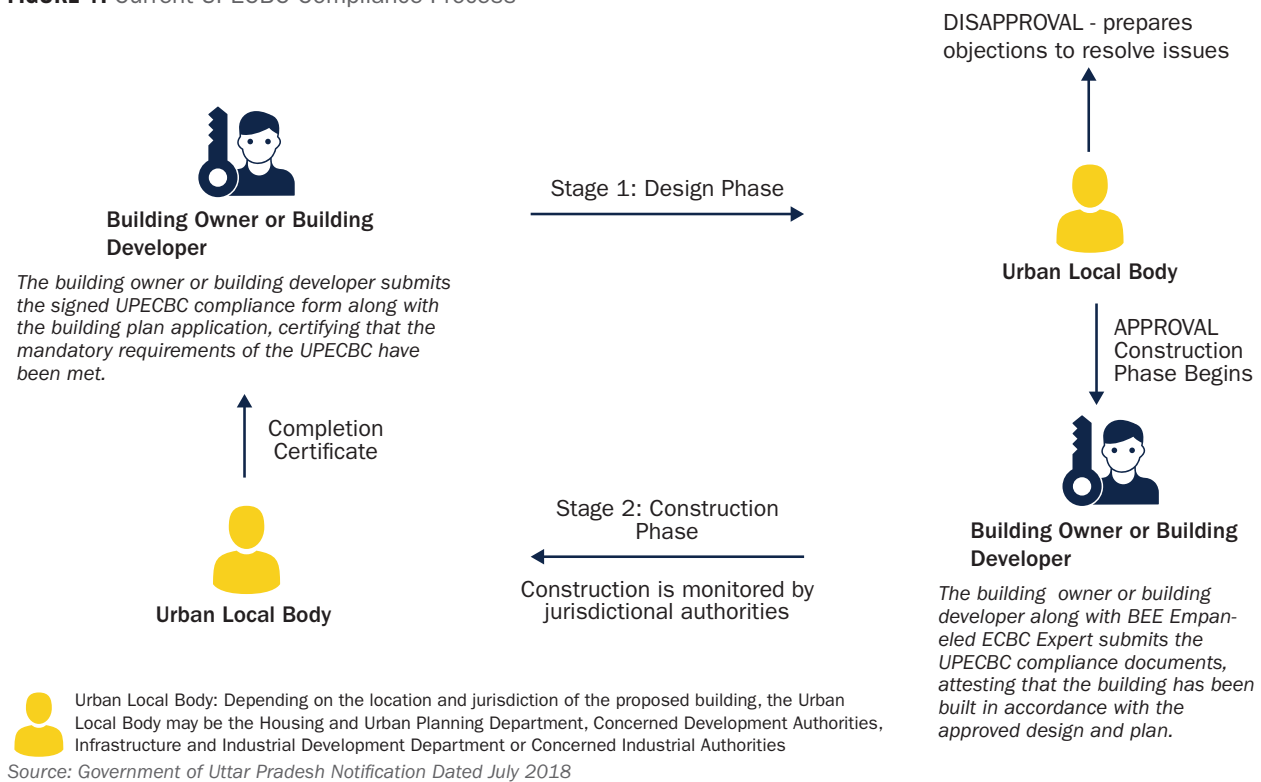 FIGURE 1: Current UPECBC Compliance Process
DISAPPROVAL - prepares
objections to resolve issues
Building Owner or Building
Developer
The building owner or building developer submits
the signed UPECBC compliance form along with
the building plan application, certifying that the
mandatory requirements of the UPECBC have
been met.
Stage 1: Design Phase
Urban Local Body
APPROVAL
Construction
Phase Begins
Building Owner or Building
Developer
The building owner or building
developer along with BEE Empan-
eled ECBC Expert submits the
UPECBC compliance documents,
attesting that the building has been
built in accordance with the
approved design and plan.
Stage 2: Construction
Phase
Construction is monitored by
jurisdictional authorities
Completion
Certificate
Urban Local Body
Urban Local Body: Depending on the location and jurisdiction of the proposed building, the Urban
Local Body may be the Housing and Urban Planning Department, Concerned Development Authorities,
Infrastructure and Industrial Development Department or Concerned Industrial Authorities
Source: Government of Uttar Pradesh Notification Dated July 2018